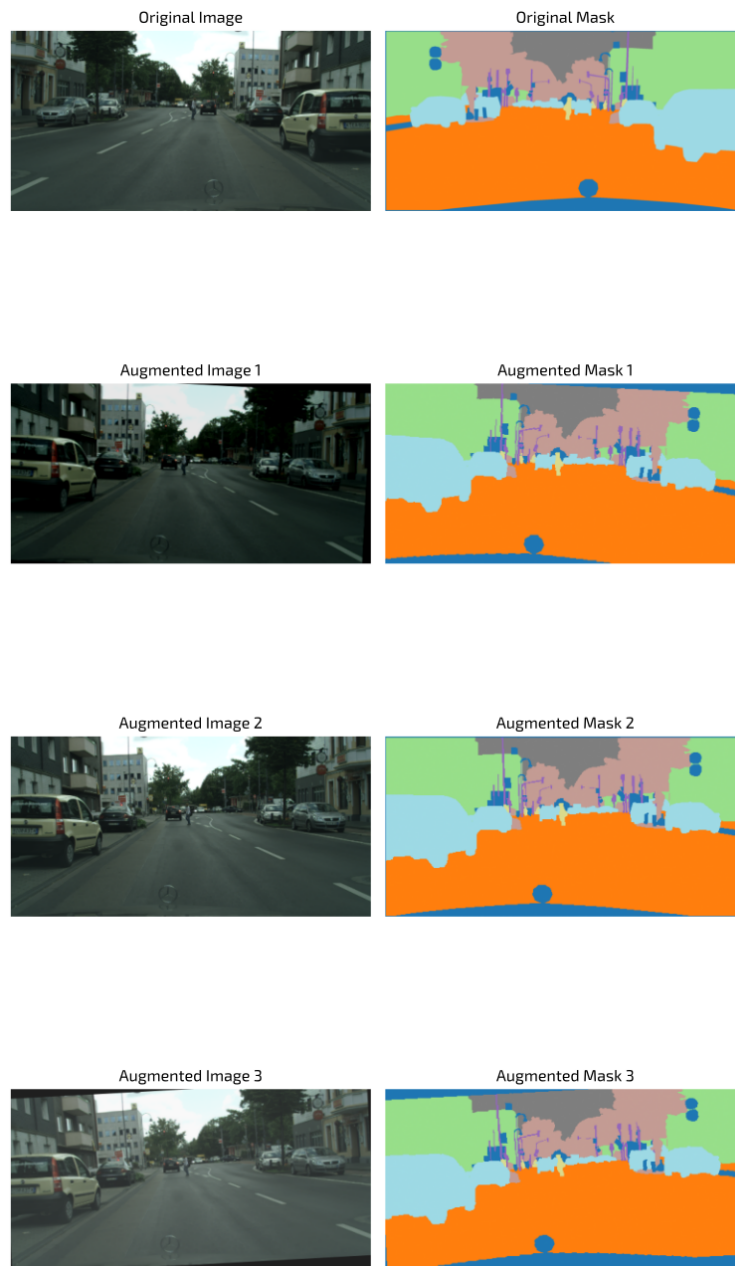 Original Image
Original Mask
Augmented Image 1
Augmented Mask 1
Augmented Image 2
Augmented Mask 2
Augmented Image 3
Augmented Mask 3